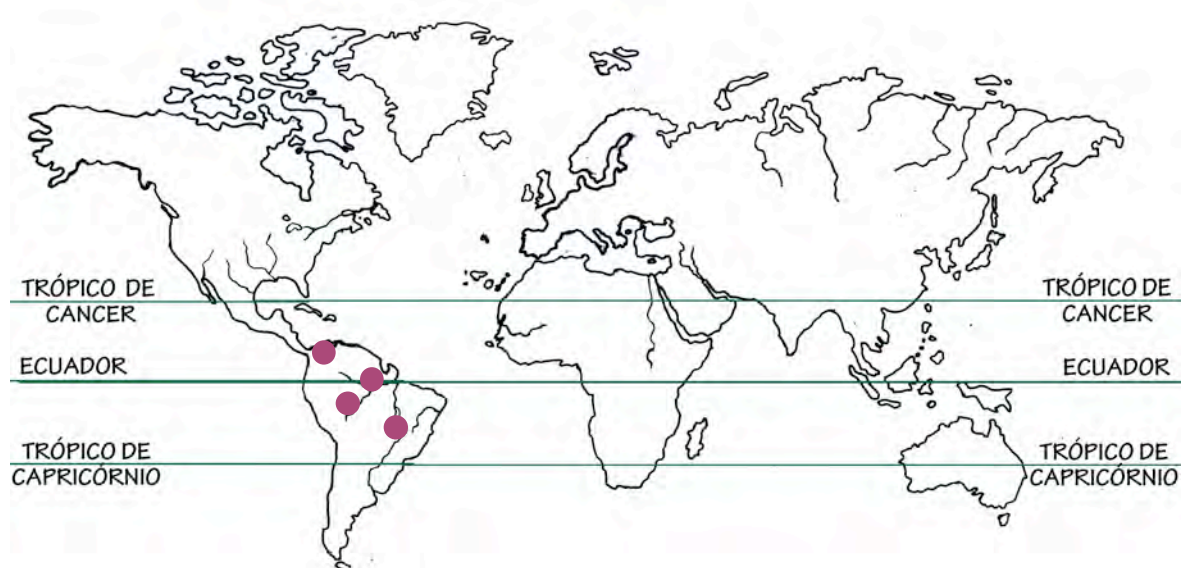 TRÓPICO DE
CANCER
TRÓPICO DE
CANCER
ECUADOR
ECUADOR
TRÓPICO DE
CAPRICÓRNIO
TRÓPICO DE
CAPRICÓRNIO